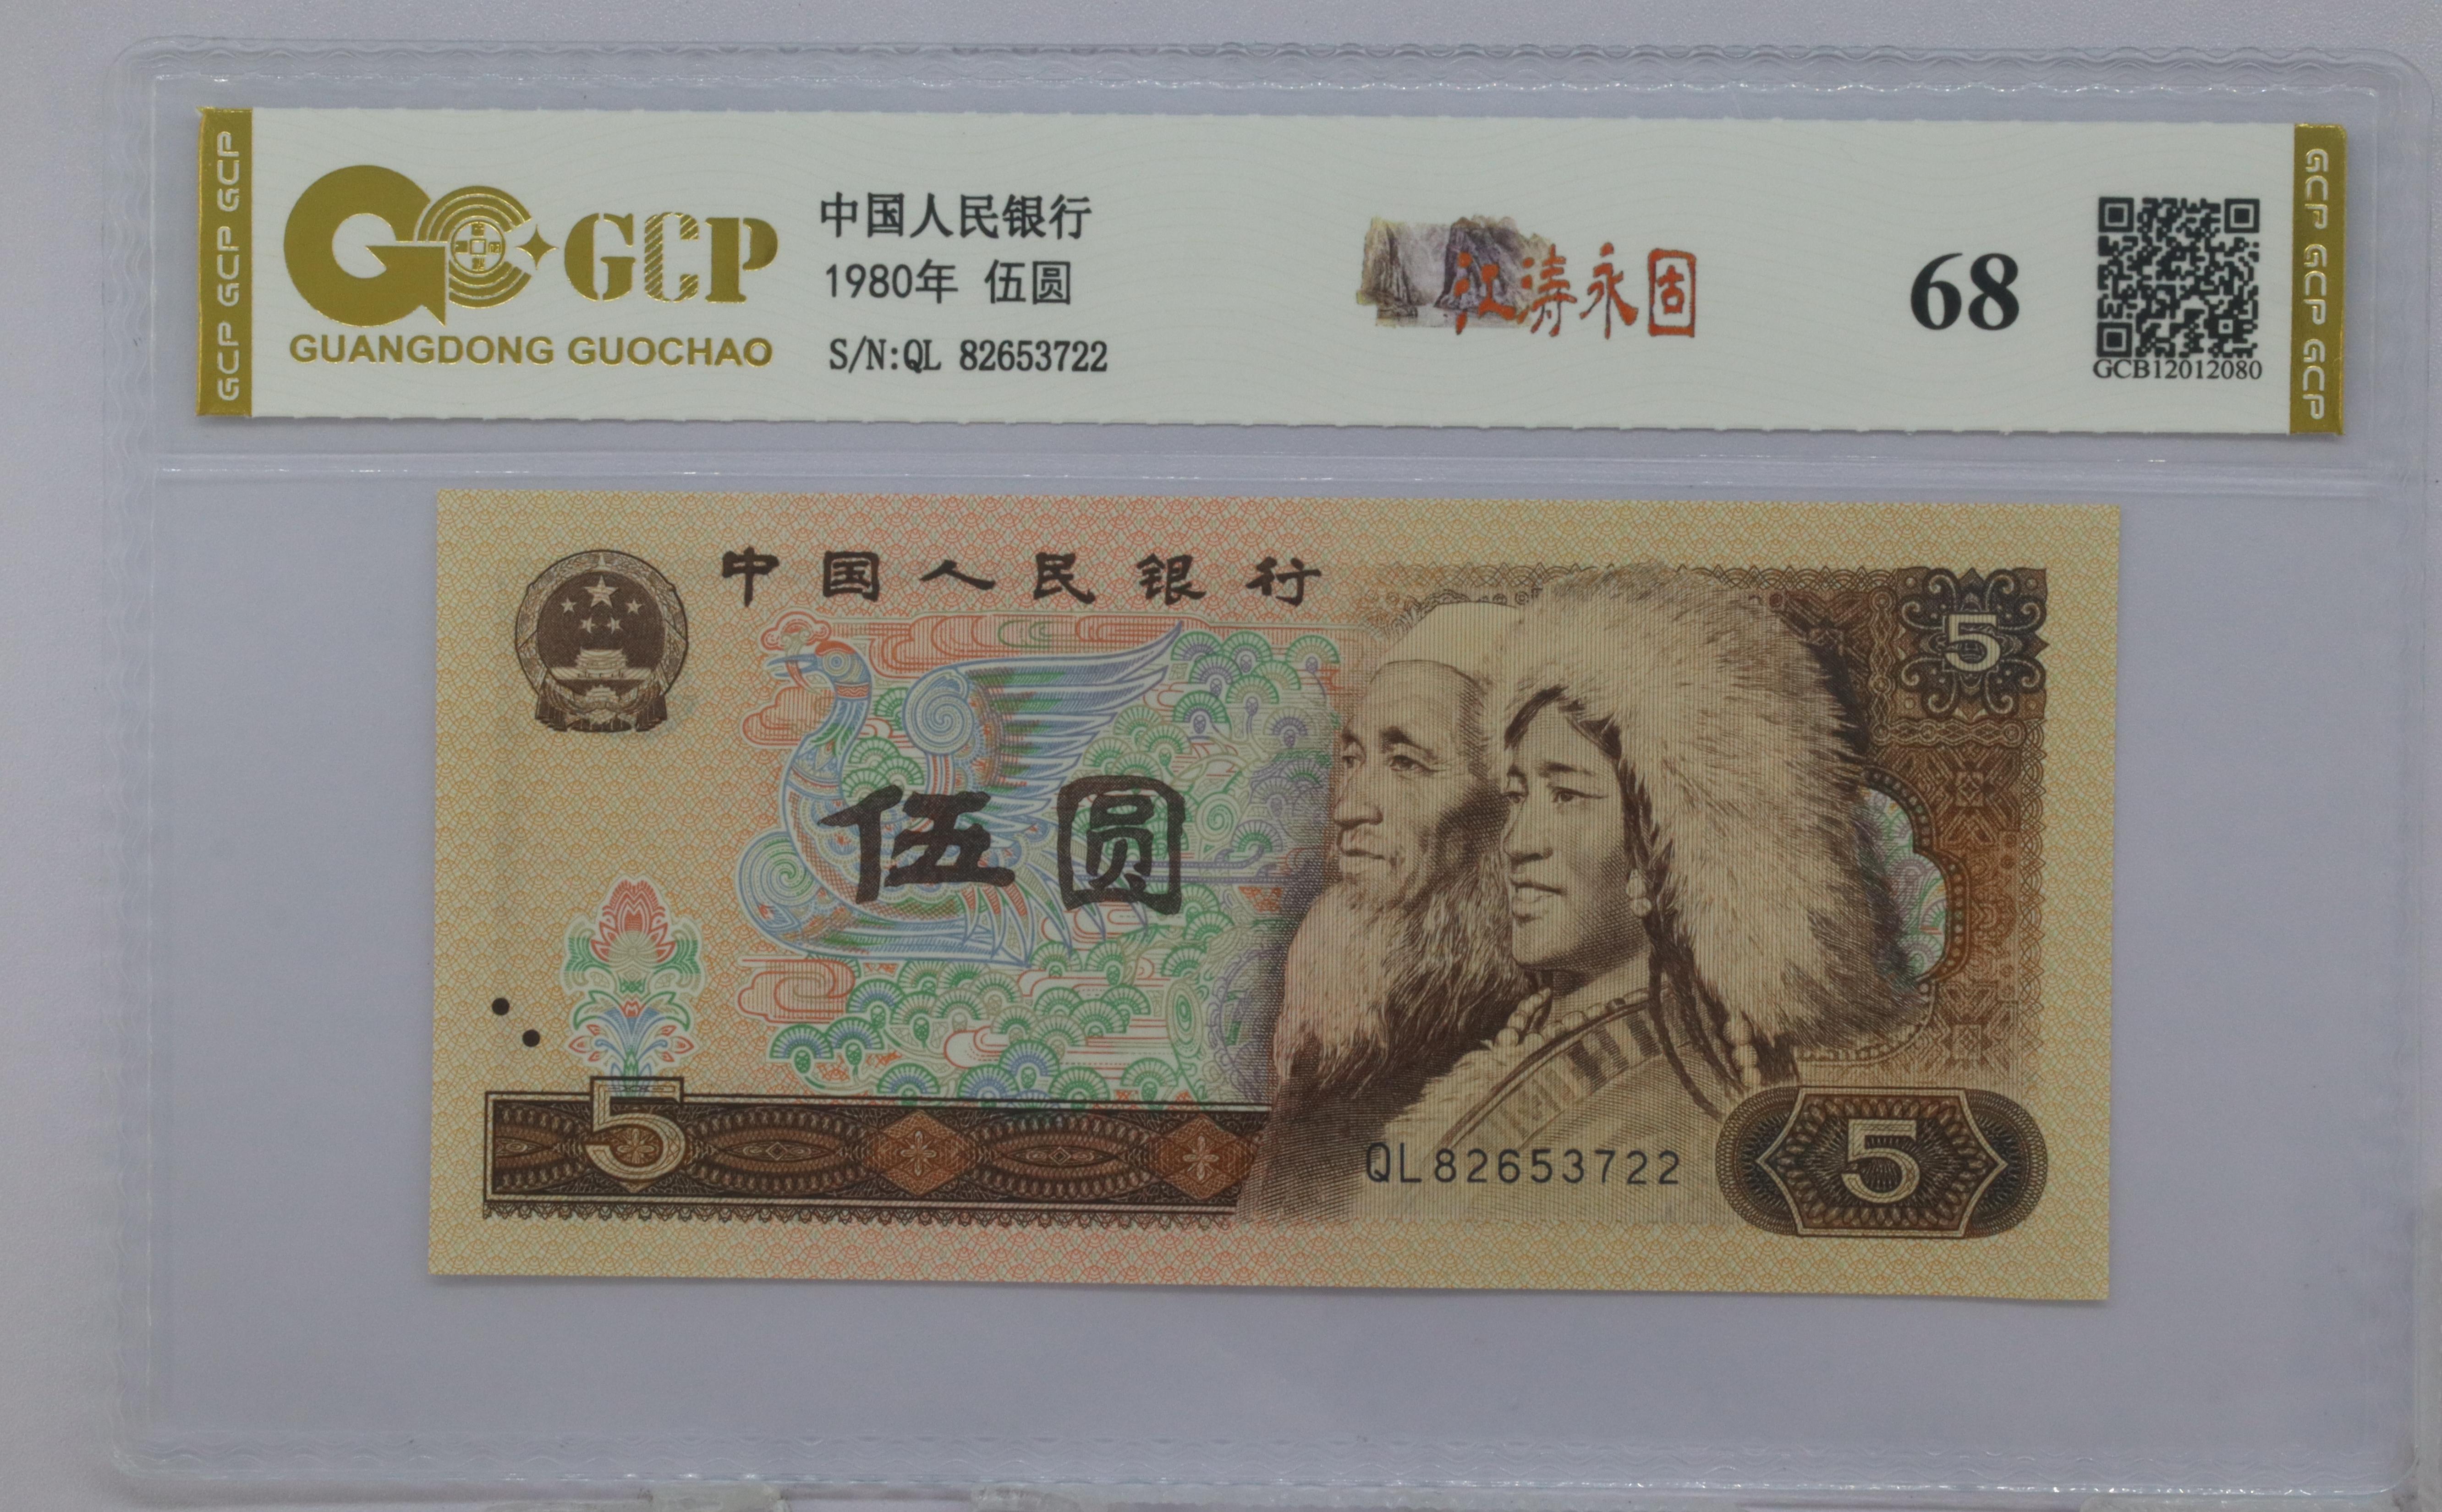 GCP GCP GCP
GCP
GUANGDONG GUOCHAO
中国人民银行
1980年 伍圆
S/N:QL 82653722
江涛永固
68
GCB12012080
GCP GCP GCP
中国人民银行
5
伍圆
5
QL82653722
5